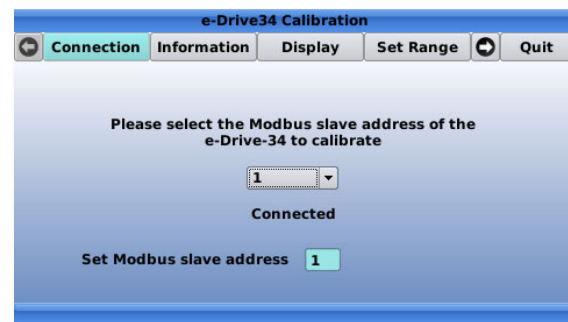 e-Drive34 Calibration
Connection Information Display Set Range Quit
Please select the Modbus slave address of the
e-Drive-34 to calibrate
1
Connected
Set Modbus slave address 1